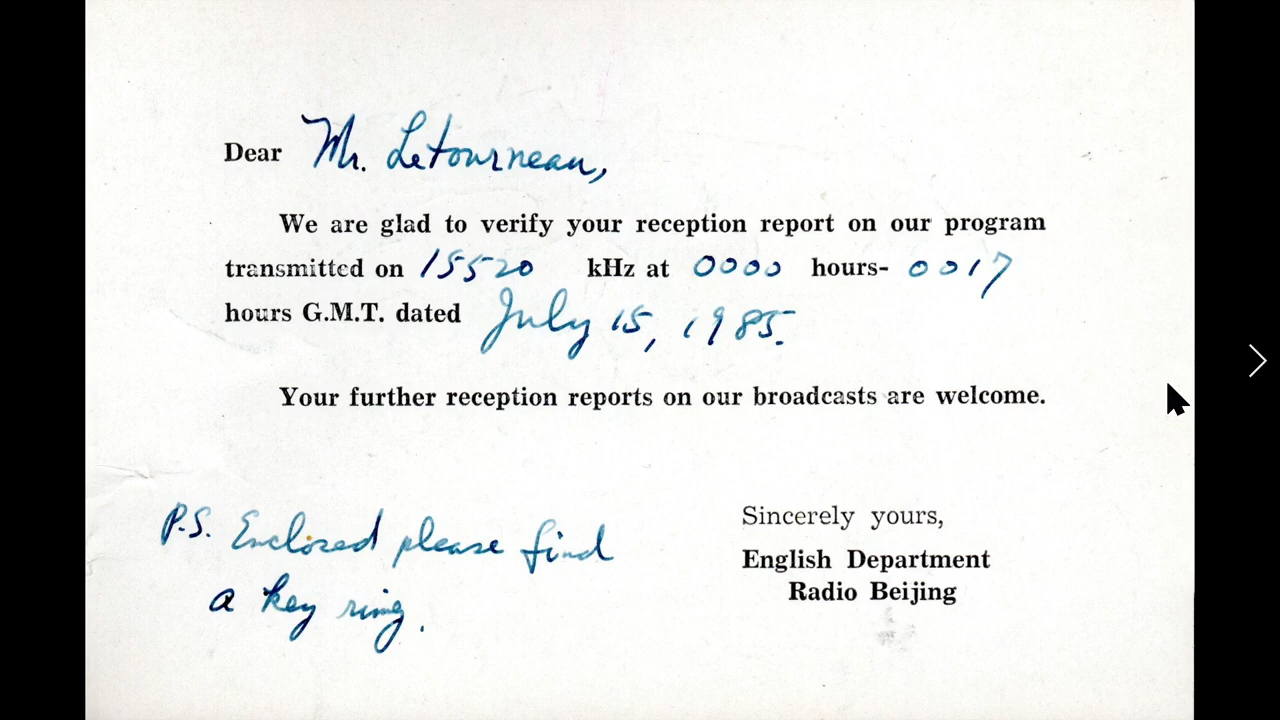 Dear Mr. Letourneau,
We are glad to verify your reception report on our program
transmitted on 15520 kHz at 0000 hours- 0017
hours G.M.T. dated July 15, 1985.
Your further reception reports on our broadcasts are welcome.
P.S. Enclosed please find
a key ring.
Sincerely yours,
English Department
Radio Beijing